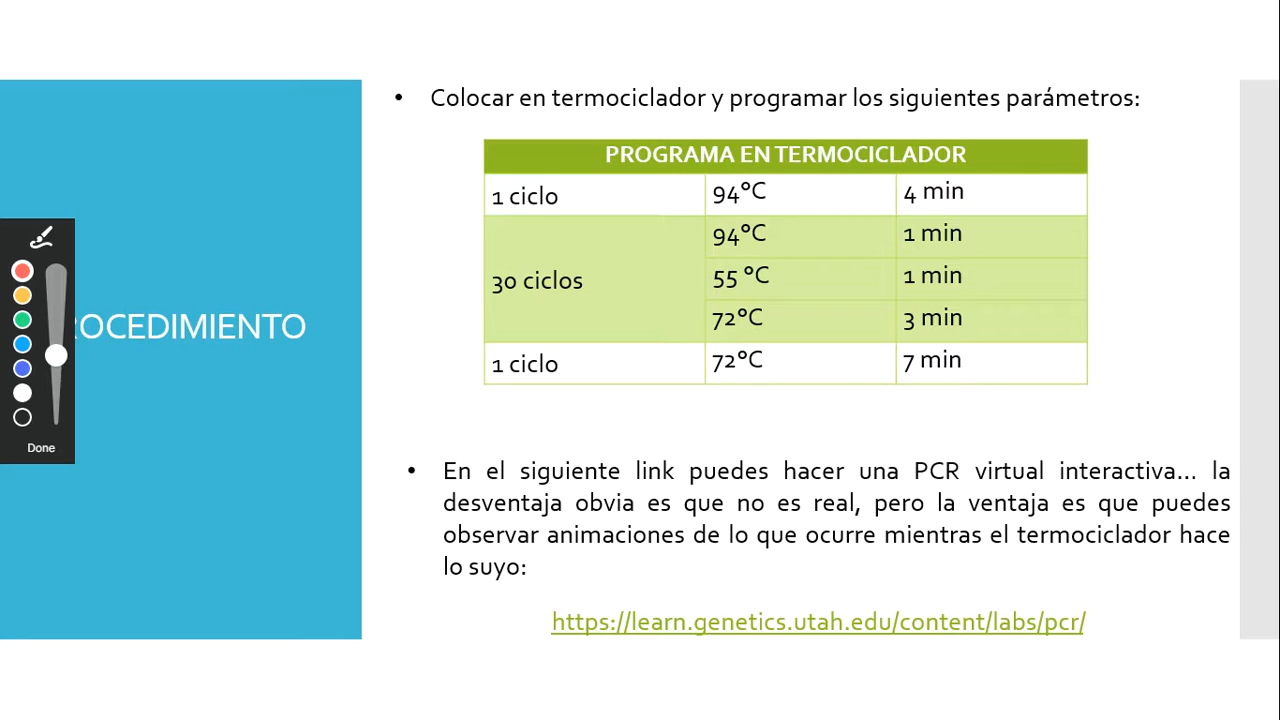 • Colocar en termociclador y programar los siguientes parámetros:
PROGRAMA EN TERMOCICLADOR
1 ciclo 94°C 4 min
30 ciclos 94°C 1 min
55 °C 1 min
72°C 3 min
1 ciclo 72°C 7 min
ROCEDIMIENTO
Done
• En el siguiente link puedes hacer una PCR virtual interactiva... la
desventaja obvia es que no es real, pero la ventaja es que puedes
observar animaciones de lo que ocurre mientras el termociclador hace
lo suyo:
https://learn.genetics.utah.edu/content/labs/pcr/